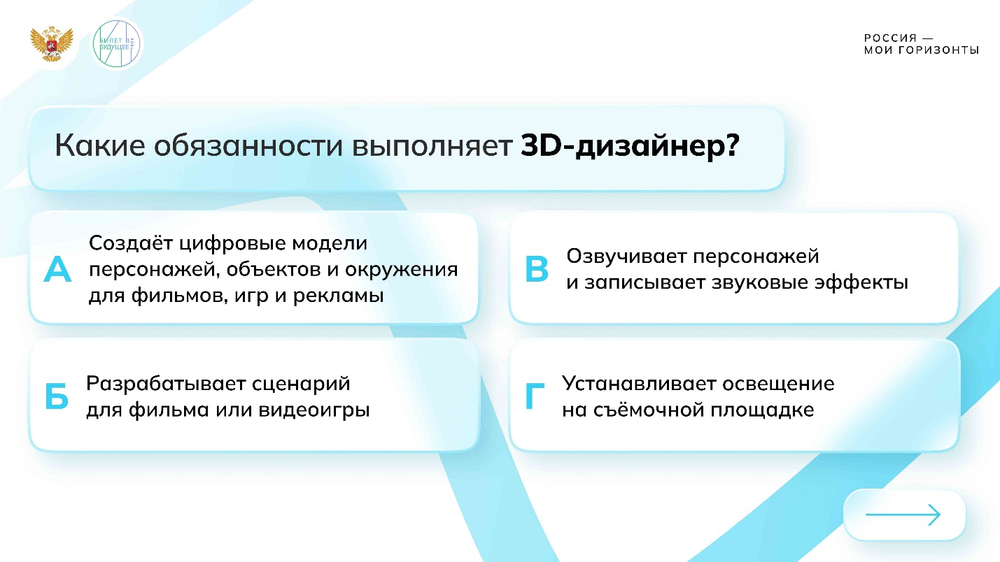 БИЛЕТ В
БУДУЩЕЕ
РОССИЯ —
МОИ ГОРИЗОНТЫ
Какие обязанности выполняет 3D-дизайнер?
А
Создаёт цифровые модели
персонажей, объектов и окружения
для фильмов, игр и рекламы
В
Озвучивает персонажей
и записывает звуковые эффекты
Б
Разрабатывает сценарий
для фильма или видеоигры
Г
Устанавливает освещение
на съёмочной площадке